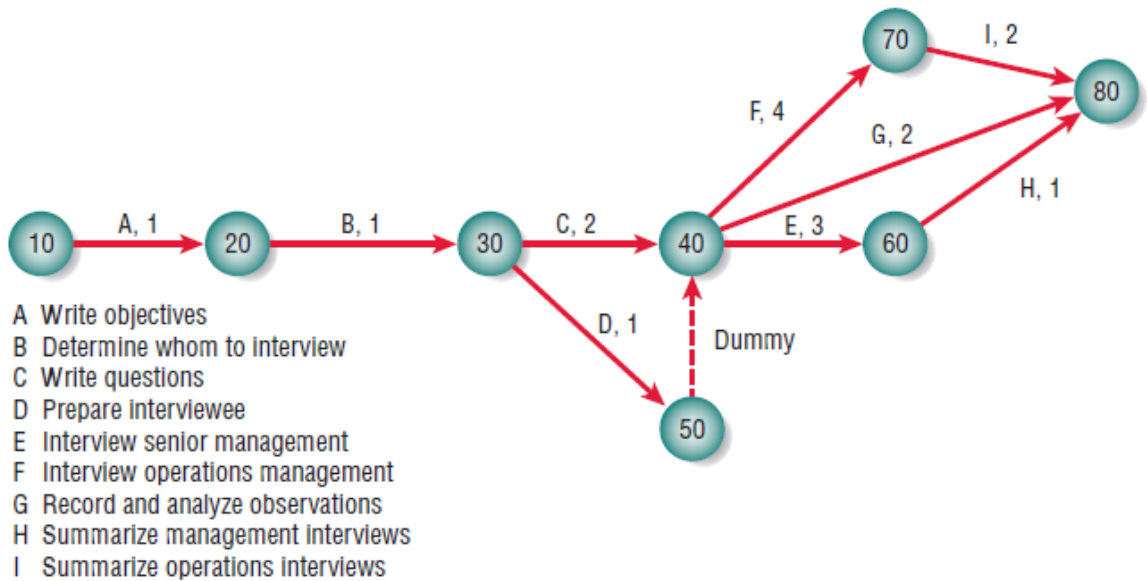 70
I, 2
80
F, 4
G, 2
H, 1
10
A, 1
20
B, 1
30
C, 2
40
E, 3
60
D, 1
Dummy
50
A Write objectives
B Determine whom to interview
C Write questions
D Prepare interviewee
E Interview senior management
F Interview operations management
G Record and analyze observations
H Summarize management interviews
I Summarize operations interviews